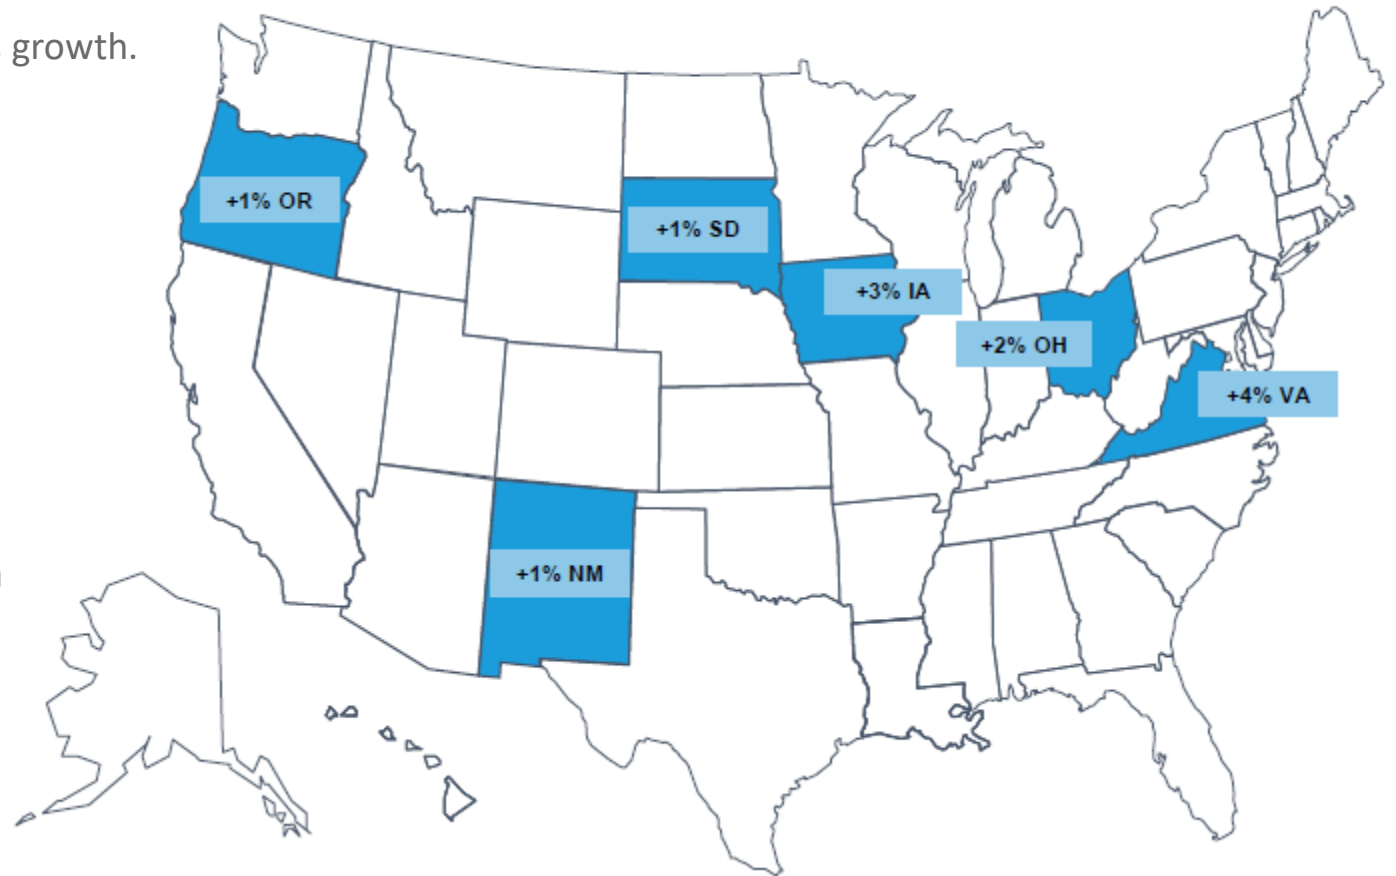 growth.
+1% OR
+1% SD
+3% IA
+2% OH
+4% VA
+1% NM